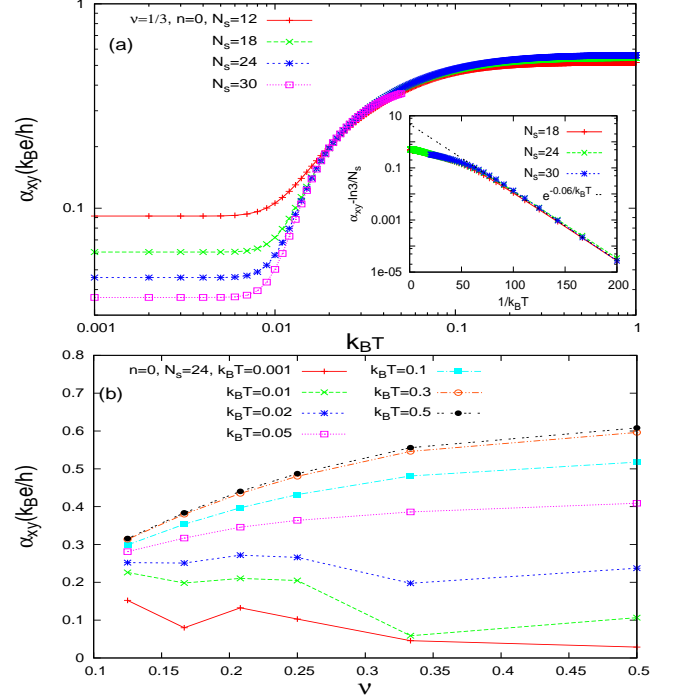 1
(a)
ν=1/3, n=0, N_s=12
N_s=18
N_s=24
N_s=30
α_xy(k_Be/h)
0.1
0.001
0.01
0.1
1
k_BT
10
0.1
0.001
1e-05
α_xy-ln3/N_s
N_s=18
N_s=24
N_s=30
e^-0.06/k_BT
0
50
100
150
200
1/k_BT
0.8
0.7
0.6
0.5
0.4
0.3
0.2
0.1
0
α_xy(k_Be/h)
(b)
n=0, N_s=24, k_BT=0.001
k_BT=0.01
k_BT=0.02
k_BT=0.05
k_BT=0.1
k_BT=0.3
k_BT=0.5
0.1
0.15
0.2
0.25
0.3
0.35
0.4
0.45
0.5
ν